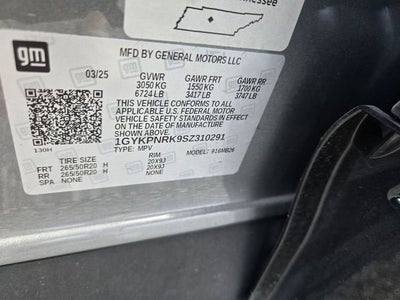 nnessee
gm
MFD BY GENERAL MOTORS LLC
03/25 GVWR GAWR FRT GAWR RR
3050 KG 1550 KG 1700 KG
6724 LB 3417 LB 3747 LB
THIS VEHICLE CONFORMS TO ALL
APPLICABLE U.S. FEDERAL MOTOR
VEHICLE SAFETY STANDARDS IN
EFFECT ON THE
DATE OF MANUFACTURE SHOWN ABOVE.
1GYKPNRK9SZ310291
TYPE: MPV MODEL: 916MB26
130H
TIRE SIZE RIM
FRT 265/50R20 H 20X9J
RR 265/50R20 H 20X9J
SPA NONE NONE